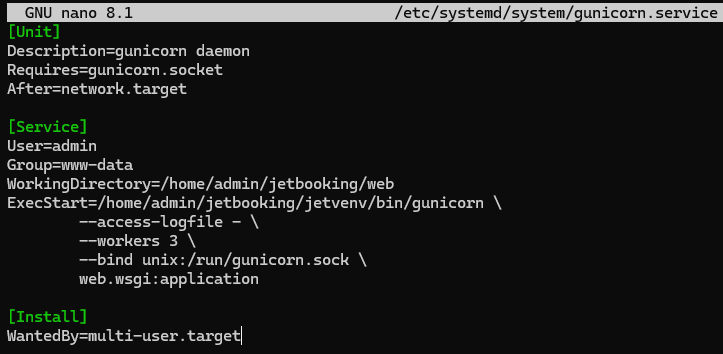 GNU nano 8.1 /etc/systemd/system/gunicorn.service
[Unit]
Description=gunicorn daemon
Requires=gunicorn.socket
After=network.target
[Service]
User=admin
Group=www-data
WorkingDirectory=/home/admin/jetbooking/web
ExecStart=/home/admin/jetbooking/jetvenv/bin/gunicorn \
--access-logfile - \
--workers 3 \
--bind unix:/run/gunicorn.sock \
web.wsgi:application
[Install]
WantedBy=multi-user.target